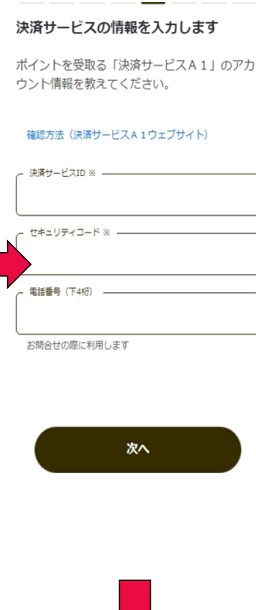 決済サービスの情報を入力します
ポイントを受取る「決済サービスＡ１」のアカ
ウント情報を教えてください。
確認方法（決済サービスＡ１ウェブサイト）
決済サービスID ※
セキュリティコード ※
電話番号（下4桁）
お問合せの際に利用します
次へ